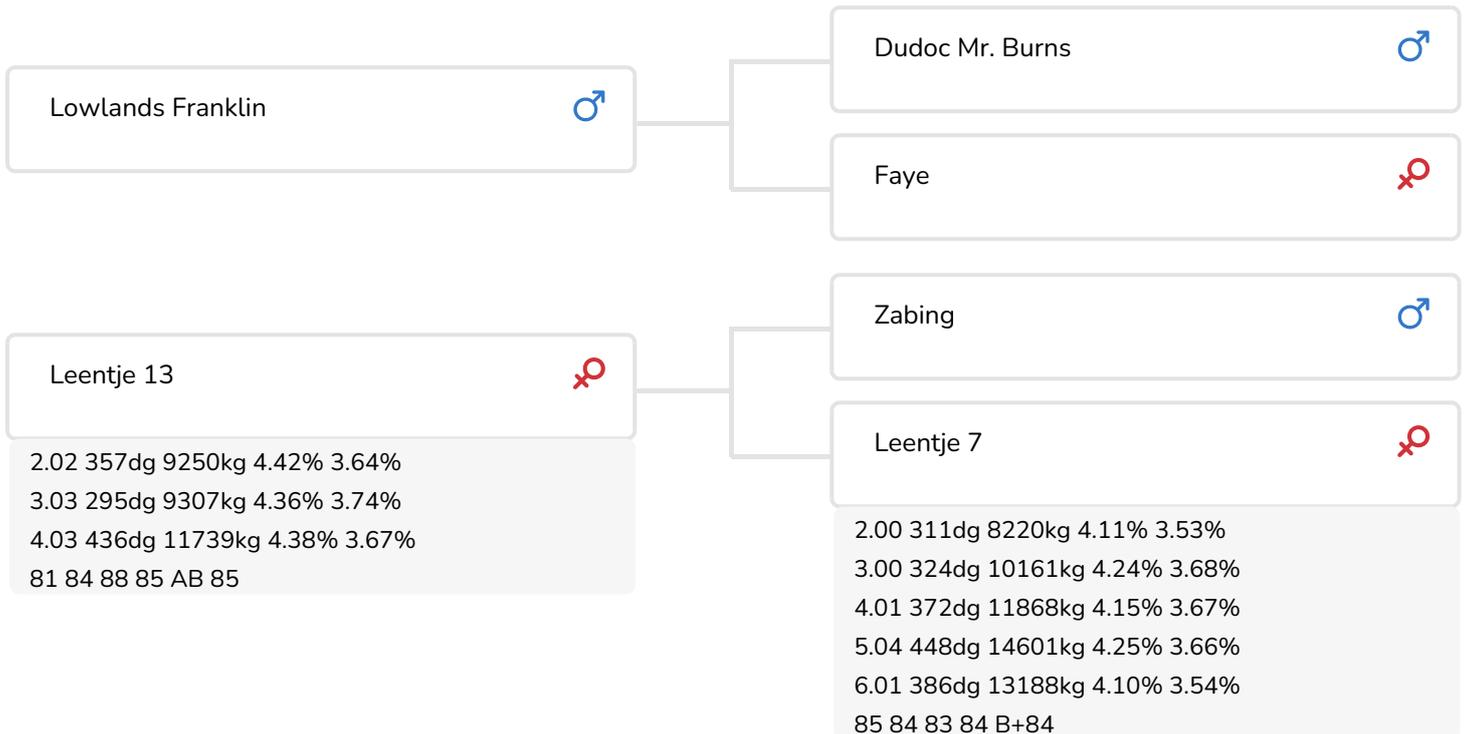 Dudoc Mr. Burns
Lowlands Franklin
Faye
Zabing
Leentje 13
2.02 357dg 9250kg 4.42% 3.64%
3.03 295dg 9307kg 4.36% 3.74%
4.03 436dg 11739kg 4.38% 3.67%
81 84 88 85 AB 85
Leentje 7
2.00 311dg 8220kg 4.11% 3.53%
3.00 324dg 10161kg 4.24% 3.68%
4.01 372dg 11868kg 4.15% 3.67%
5.04 448dg 14601kg 4.25% 3.66%
6.01 386dg 13188kg 4.10% 3.54%
85 84 83 84 B+84